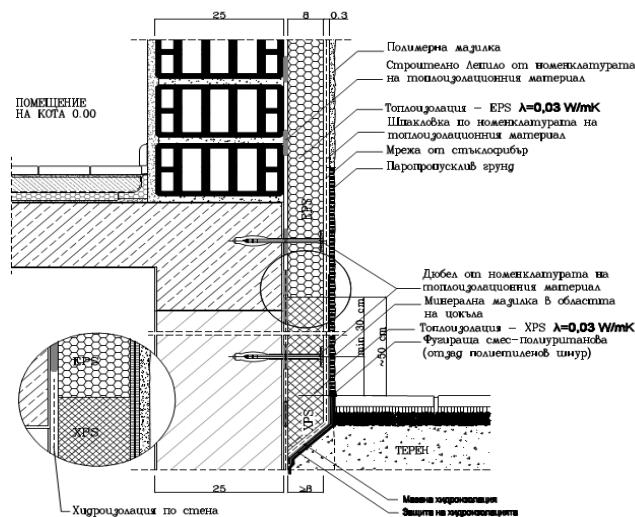 25
8
0.3
Полимерна мазилка
Строително Лепило от номенклатурата
на топлоизолационния материал
ПОМЕЩЕНИЕ
НА КОТА 0.00
Топлоизолация – EPS λ=0,03 W/mK
Шпакловка по номенклатурата на
топлоизолационния материал
Мрежа от стъклофибър
Паропропусклив грунд
EPS
Дюбел от номенклатурата на
топлоизолационния материал
Минерална мазилка в областта
на цокъла
Топлоизолация – XPS λ=0,03 W/mK
Фугираща смес-полиуританова
(отзад полиетиленов шнур)
min 30 cm
~50 cm
EPS
XPS
XPS
ТЕРЕН
25
≥8
Мазана хидроизолация
Защита на хидроизолацията
Хидроизолация по стена